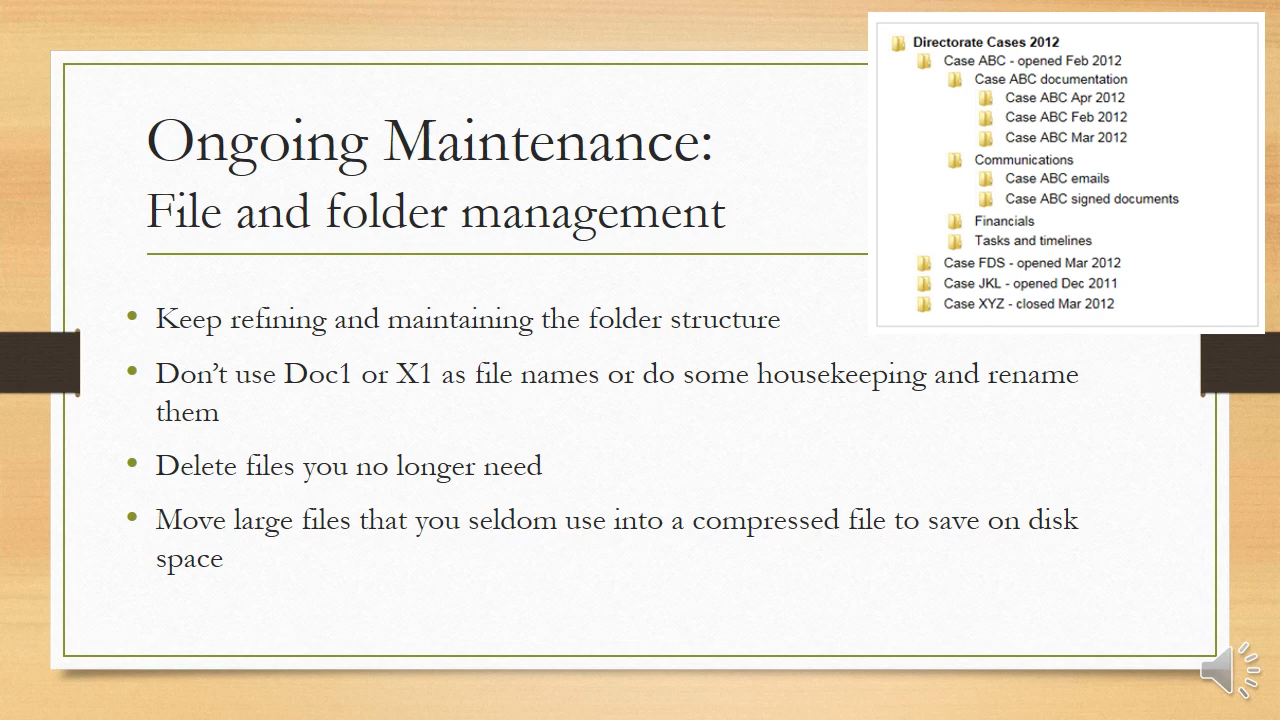 Ongoing Maintenance:
File and folder management
Directorate Cases 2012
Case ABC - opened Feb 2012
Case ABC documentation
Case ABC Apr 2012
Case ABC Feb 2012
Case ABC Mar 2012
Communications
Case ABC emails
Case ABC signed documents
Financials
Tasks and timelines
Case FDS - opened Mar 2012
Case JKL - opened Dec 2011
Case XYZ - closed Mar 2012
• Keep refining and maintaining the folder structure
• Don’t use Doc1 or X1 as file names or do some housekeeping and rename
them
• Delete files you no longer need
• Move large files that you seldom use into a compressed file to save on disk
space